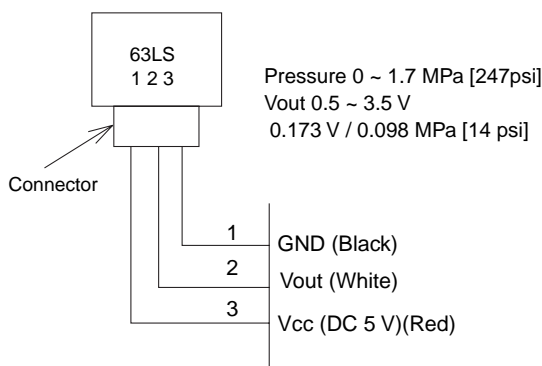 63LS
1 2 3
Pressure 0 ~ 1.7 MPa [247psi]
Vout 0.5 ~ 3.5 V
0.173 V / 0.098 MPa [14 psi]
Connector
1
GND (Black)
2
Vout (White)
3
Vcc (DC 5 V)(Red)